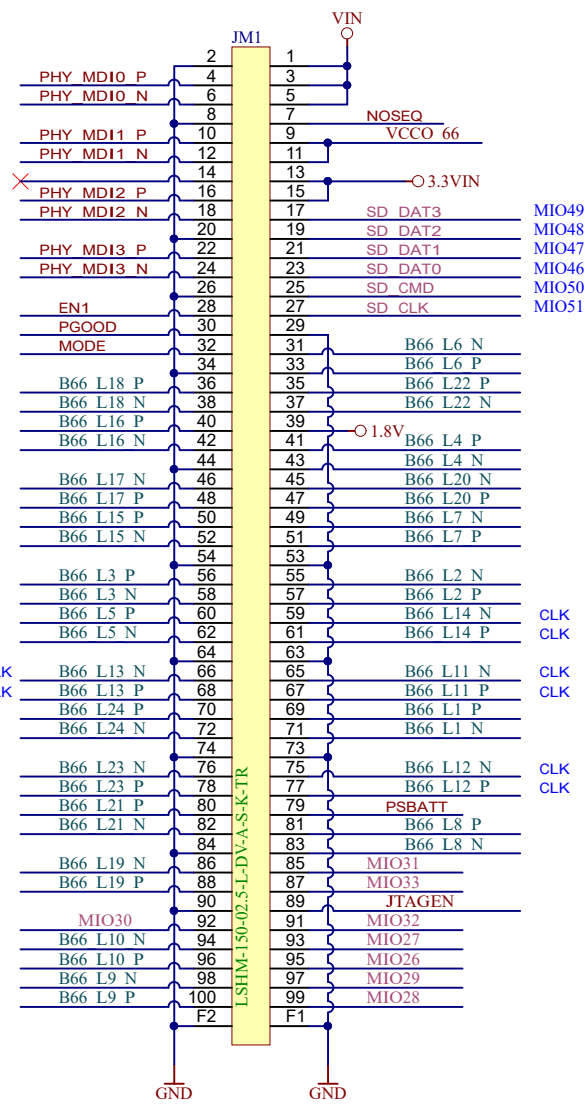 VIN
JM1
2 1
PHY_MDI0_P 4 3
PHY_MDI0_N 6 5
8 7 NOSEQ
PHY_MDI1_P 10 9 VCCO_66
PHY_MDI1_N 12 11
14 13 3.3VIN
PHY_MDI2_P 16 15
PHY_MDI2_N 18 17 SD_DAT3 MIO49
20 19 SD_DAT2 MIO48
PHY_MDI3_P 22 21 SD_DAT1 MIO47
PHY_MDI3_N 24 23 SD_DAT0 MIO46
26 25 SD_CMD MIO50
EN1 28 27 SD_CLK MIO51
PGOOD 30 29
MODE 32 31 B66_L6_N
34 33 B66_L6_P
B66_L18_P 36 35 B66_L22_P
B66_L18_N 38 37 B66_L22_N
B66_L16_P 40 39 1.8V
B66_L16_N 42 41 B66_L4_P
44 43 B66_L4_N
B66_L17_N 46 45 B66_L20_N
B66_L17_P 48 47 B66_L20_P
B66_L15_P 50 49 B66_L7_N
B66_L15_N 52 51 B66_L7_P
54 53
B66_L3_P 56 55 B66_L2_N
B66_L3_N 58 57 B66_L2_P
B66_L5_P 60 59 B66_L14_N CLK
B66_L5_N 62 61 B66_L14_P CLK
64 63
B66_L13_N 66 65 B66_L11_N CLK
B66_L13_P 68 67 B66_L11_P CLK
B66_L24_P 70 69 B66_L1_P
B66_L24_N 72 71 B66_L1_N
74 73
B66_L23_N 76 75 B66_L12_N CLK
B66_L23_P 78 77 B66_L12_P CLK
B66_L21_P 80 79 PSBATT
B66_L21_N 82 81 B66_L8_P
84 83 B66_L8_N
B66_L19_N 86 85 MIO31
B66_L19_P 88 87 MIO33
90 89 JTAGEN
MIO30 92 91 MIO32
B66_L10_N 94 93 MIO27
B66_L10_P 96 95 MIO26
B66_L9_N 98 97 MIO29
B66_L9_P 100 99 MIO28
F2 F1
LSHM-150-02.5-L-DV-A-S-K-TR
GND GND